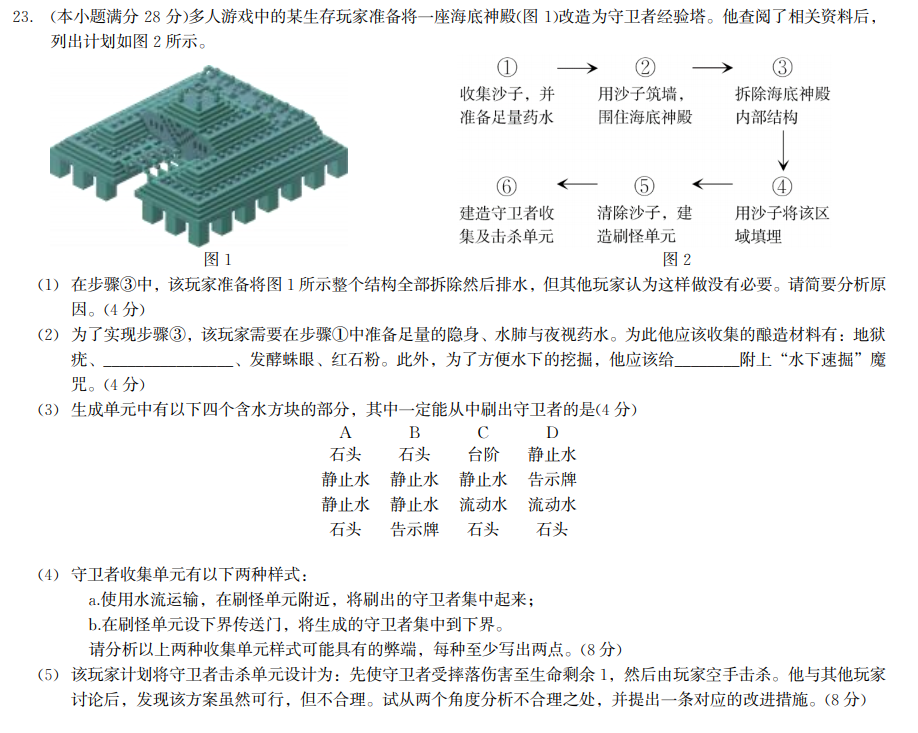 23. (本小题满分 28 分)多人游戏中的某生存玩家准备将一座海底神殿(图 1)改造为守卫者经验塔。他查阅了相关资料后，
列出计划如图 2 所示。
① ② ③
收集沙子，并 用沙子筑墙， 拆除海底神殿
准备足量药水 围住海底神殿 内部结构
⑥ ⑤ ④
建造守卫者收 清除沙子，建 用沙子将该区
集及击杀单元 造刷怪单元 域填埋
图 1 图 2
(1) 在步骤③中，该玩家准备将图 1 所示整个结构全部拆除然后排水，但其他玩家认为这样做没有必要。请简要分析原
因。(4 分)
(2) 为了实现步骤③，该玩家需要在步骤①中准备足量的隐身、水肺与夜视药水。为此他应该收集的酿造材料有：地狱
疣、________________、发酵蛛眼、红石粉。此外，为了方便水下的挖掘，他应该给________附上“水下速掘”魔
咒。(4 分)
(3) 生成单元中有以下四个含水方块的部分，其中一定能从中刷出守卫者的是(4 分)
A B C D
石头 石头 台阶 静止水
静止水 静止水 静止水 告示牌
静止水 静止水 流动水 流动水
石头 告示牌 石头 石头
(4) 守卫者收集单元有以下两种样式：
a.使用水流运输，在刷怪单元附近，将刷出的守卫者集中起来；
b.在刷怪单元设下界传送门，将生成的守卫者集中到下界。
请分析以上两种收集单元样式可能具有的弊端，每种至少写出两点。(8 分)
(5) 该玩家计划将守卫者击杀单元设计为：先使守卫者受摔落伤害至生命剩余 1，然后由玩家空手击杀。他与其他玩家
讨论后，发现该方案虽然可行，但不合理。试从两个角度分析不合理之处，并提出一条对应的改进措施。(8 分)